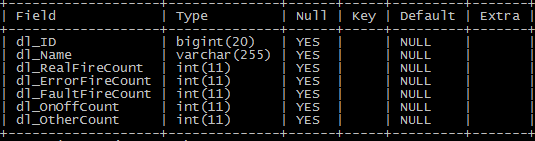 +------------------+--------------+------+-----+---------+-------+
| Field            | Type         | Null | Key | Default | Extra |
+------------------+--------------+------+-----+---------+-------+
| dl_ID            | bigint(20)   | YES  |     | NULL    |       |
| dl_Name          | varchar(255) | YES  |     | NULL    |       |
| dl_RealFireCount | int(11)      | YES  |     | NULL    |       |
| dl_ErrorFireCount | int(11)      | YES  |     | NULL    |       |
| dl_FaultFireCount | int(11)      | YES  |     | NULL    |       |
| dl_OnOffCount    | int(11)      | YES  |     | NULL    |       |
| dl_OtherCount    | int(11)      | YES  |     | NULL    |       |
+------------------+--------------+------+-----+---------+-------+